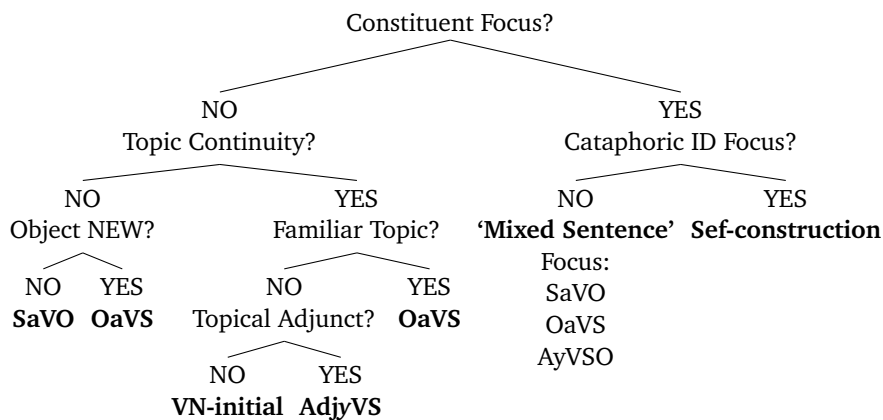 Constituent Focus?
NO YES
Topic Continuity? Cataphoric ID Focus?
NO YES NO YES
Object NEW? Familiar Topic? ‘Mixed Sentence’ Sef-construction
Focus:
NO YES NO YES SaVO
SaVO OaVS Topical Adjunct? OaVS OaVS
AyVSO
NO YES
VN-initial AdjyVS